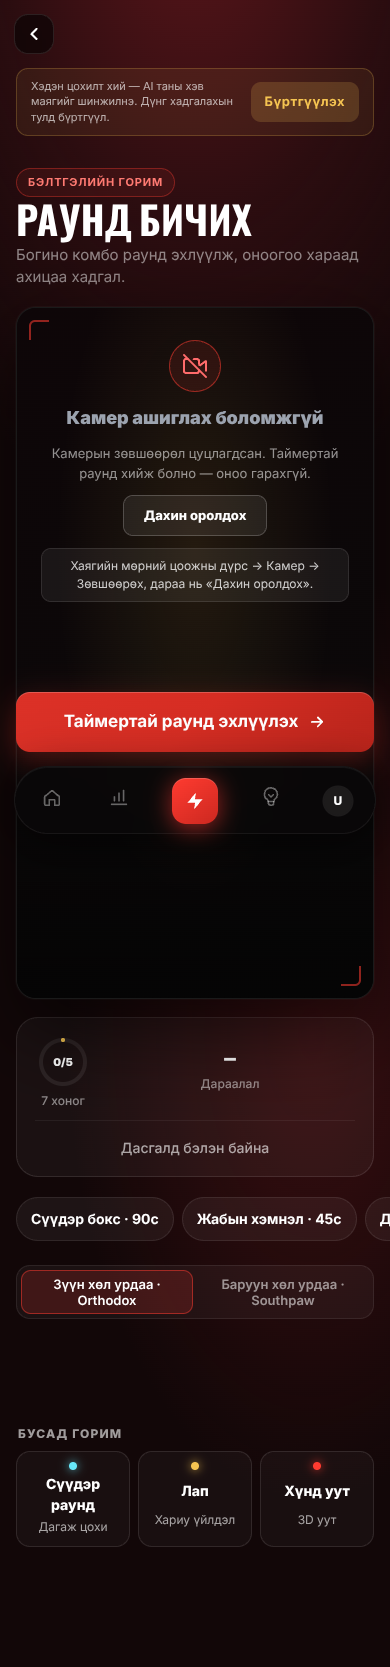 Хэдэн цохилт хий — AI таны хэв
маягийг шинжилнэ. Дүнг хадгалахын
тулд бүртгүүл.
Бүртгүүлэх
БЭЛТГЭЛИЙН ГОРИМ
РАУНД БИЧИХ
Богино комбо раунд эхлүүлж, оноогоо хараад
ахицаа хадгал.
Камер ашиглах боломжгүй
Камерын зөвшөөрөл цуцлагдсан. Таймертай
раунд хийж болно — оноо гарахгүй.
Дахин оролдох
Хаягийн мөрний цоожны дүрс → Камер →
Зөвшөөрөх, дараа нь «Дахин оролдох».
Таймертай раунд эхлүүлэх →
U
0/5
7 хоног
–
Дараалал
Дасгалд бэлэн байна
Сүүдэр бокс · 90с
Жабын хэмнэл · 45с
Зүүн хөл урдаа ·
Orthodox
Баруун хөл урдаа ·
Southpaw
БУСАД ГОРИМ
Сүүдэр
раунд
Дагаж цохи
Лап
Хариу үйлдэл
Хүнд уут
3D уут